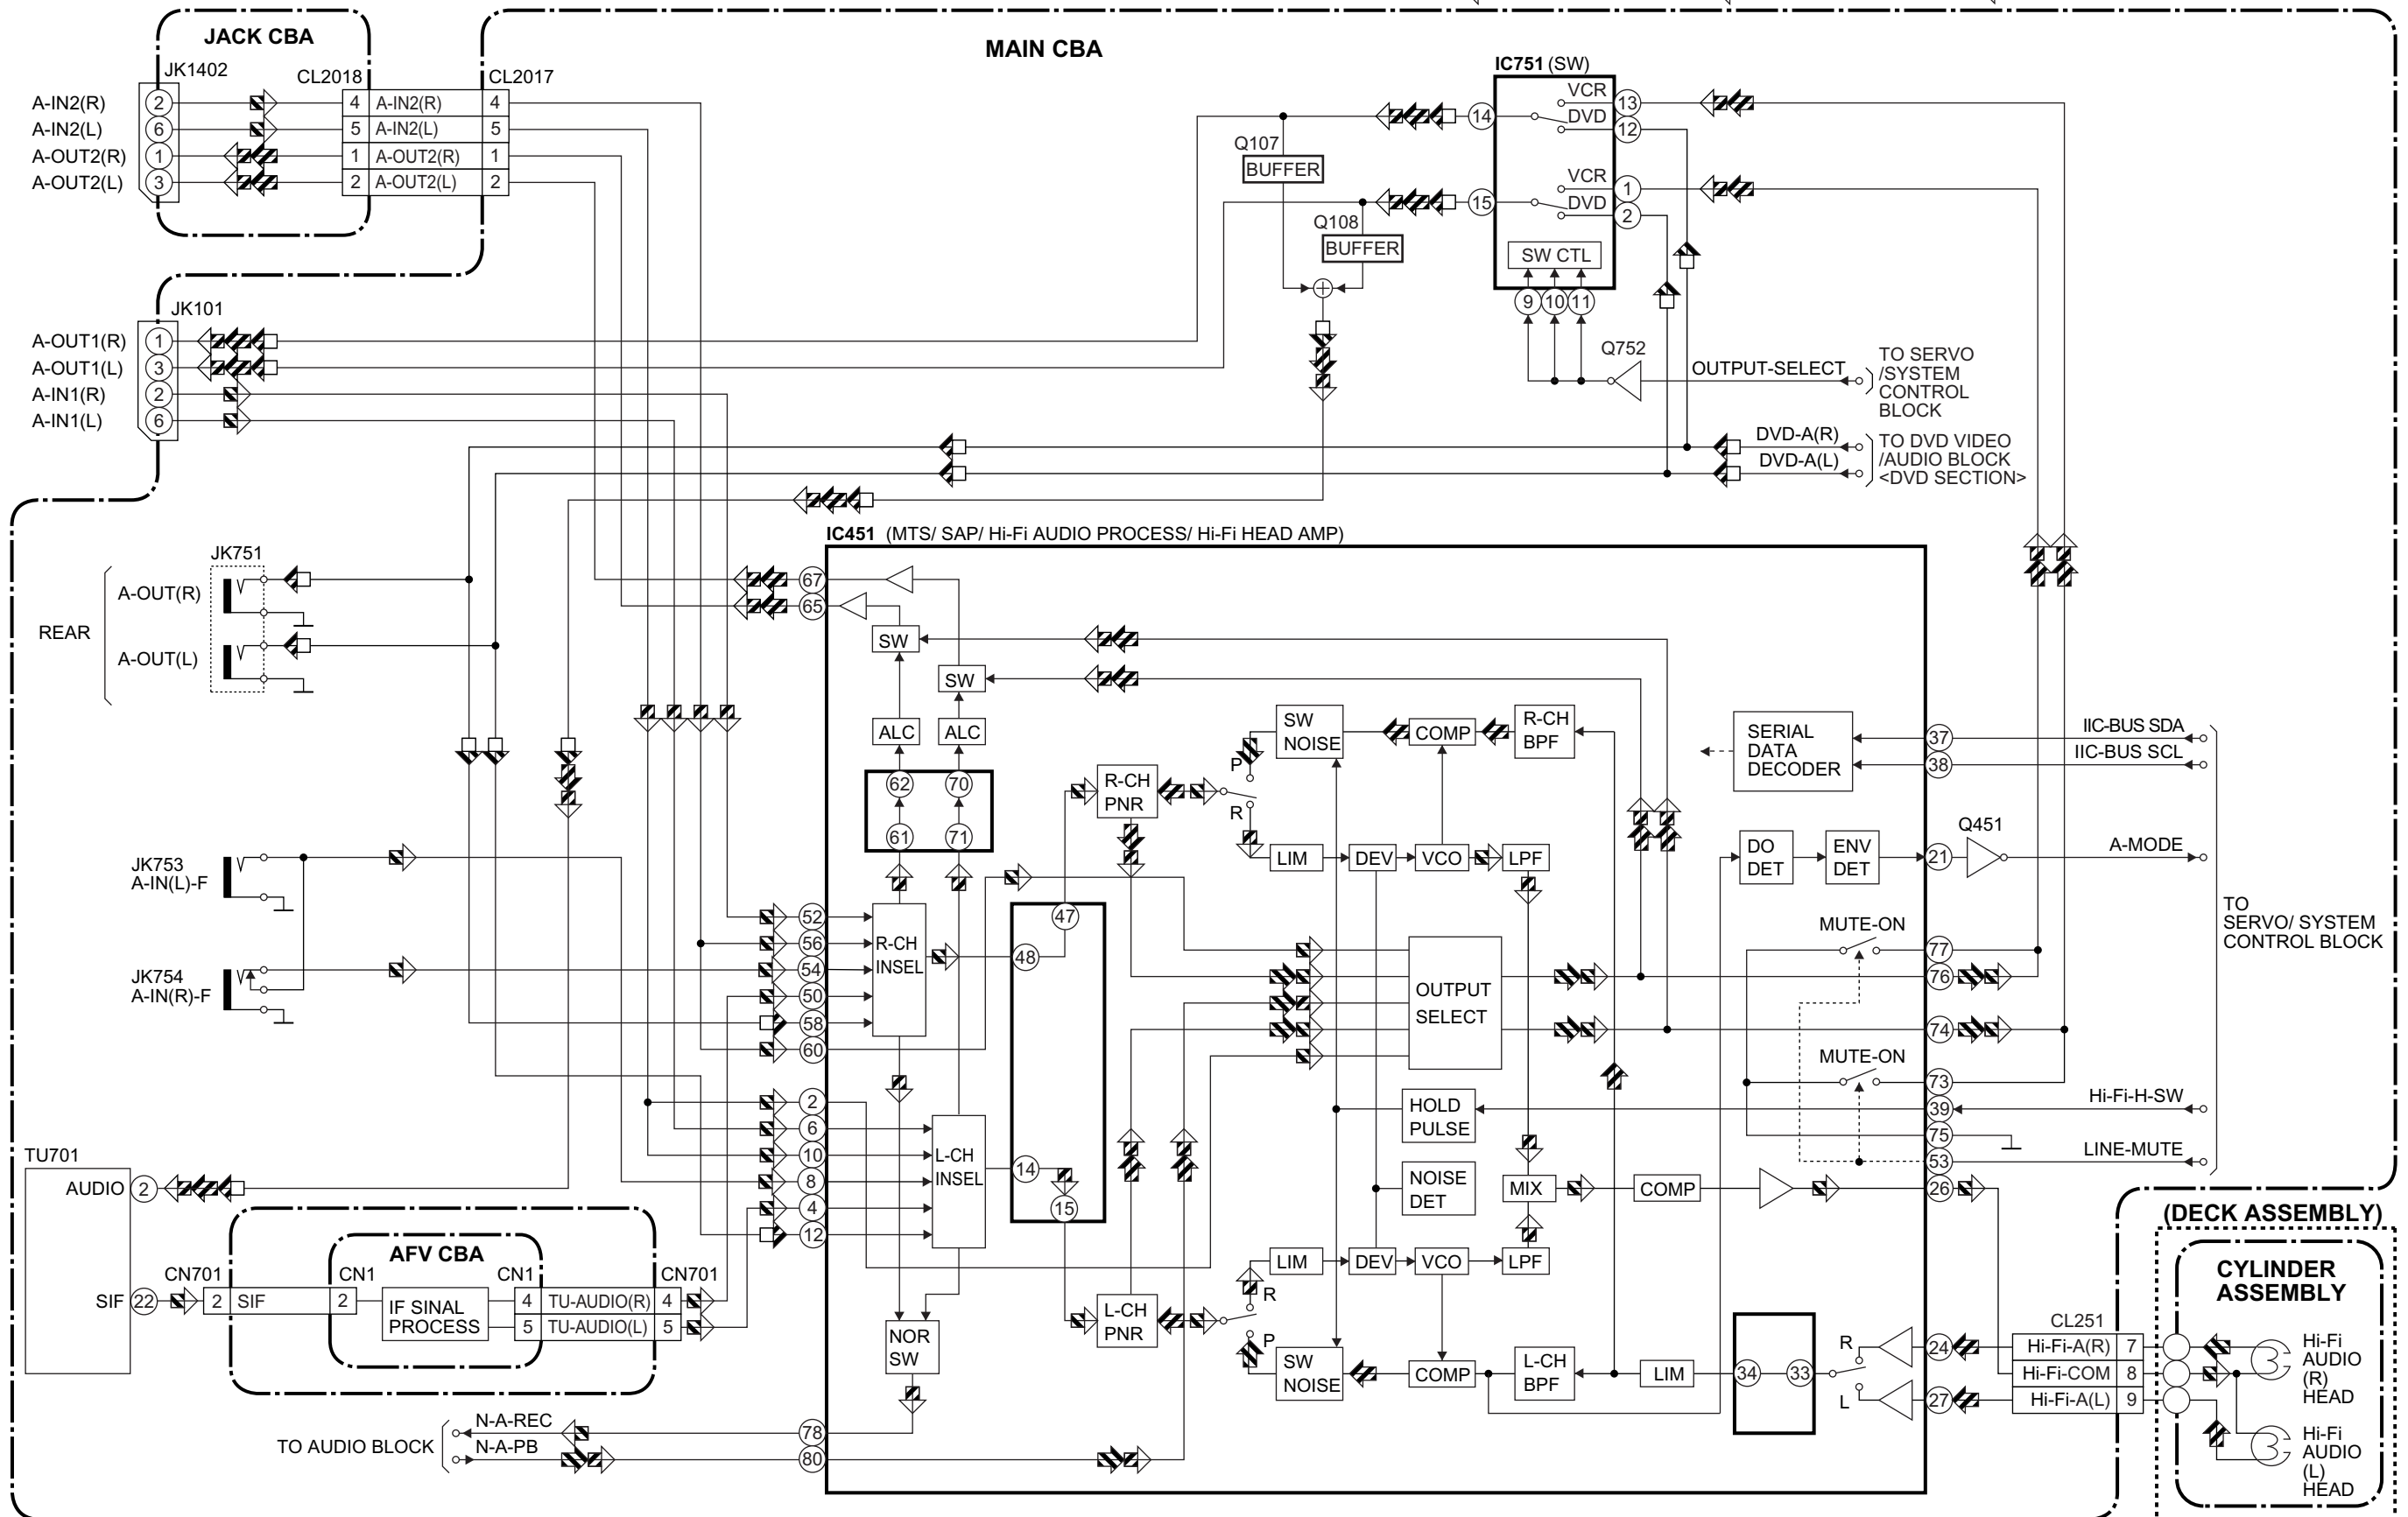 JACK CBA
MAIN CBA
JK1402
CL2018
CL2017
A-IN2(R) 2 4 A-IN2(R) 4
A-IN2(L) 6 5 A-IN2(L) 5
A-OUT2(R) 1 1 A-OUT2(R) 1
A-OUT2(L) 3 2 A-OUT2(L) 2
IC751 (SW)
VCR 13
14 DVD 12
VCR 1
15 DVD 2
SW CTL
9 10 11
Q107
BUFFER
Q108
BUFFER
Q752
OUTPUT-SELECT
TO SERVO
/SYSTEM
CONTROL
BLOCK
JK101
A-OUT1(R) 1
A-OUT1(L) 3
A-IN1(R) 2
A-IN1(L) 6
DVD-A(R)
DVD-A(L)
TO DVD VIDEO
/AUDIO BLOCK
<DVD SECTION>
IC451 (MTS/ SAP/ Hi-Fi AUDIO PROCESS/ Hi-Fi HEAD AMP)
JK751
REAR
A-OUT(R)
A-OUT(L)
67
65
SW
SW
ALC
ALC
62 70
61 71
R-CH
PNR
P
R
SW
NOISE
COMP
R-CH
BPF
LIM
DEV
VCO
LPF
SERIAL
DATA
DECODER
37
38
IIC-BUS SDA
IIC-BUS SCL
DO
DET
ENV
DET
21
Q451
A-MODE
JK753
A-IN(L)-F
JK754
A-IN(R)-F
52
56
54
50
58
60
R-CH
INSEL
48
47
OUTPUT
SELECT
MUTE-ON
77
76
74
MUTE-ON
73
39
75
53
26
TO
SERVO/ SYSTEM
CONTROL BLOCK
Hi-Fi-H-SW
LINE-MUTE
2
6
10
8
4
12
L-CH
INSEL
14
15
HOLD
PULSE
NOISE
DET
MIX
COMP
TU701
AUDIO 2
SIF 22
AFV CBA
CN701
CN1
CN1
CN701
2 SIF 2
IF SINAL
PROCESS
4 TU-AUDIO(R) 4
5 TU-AUDIO(L) 5
L-CH
PNR
R
P
LIM
DEV
VCO
LPF
SW
NOISE
COMP
L-CH
BPF
LIM
34 33
R
L
24
27
NOR
SW
TO AUDIO BLOCK
N-A-REC
N-A-PB
78
80
(DECK ASSEMBLY)
CYLINDER
ASSEMBLY
CL251
Hi-Fi-A(R) 7
Hi-Fi-COM 8
Hi-Fi-A(L) 9
Hi-Fi
AUDIO
(R)
HEAD
Hi-Fi
AUDIO
(L)
HEAD